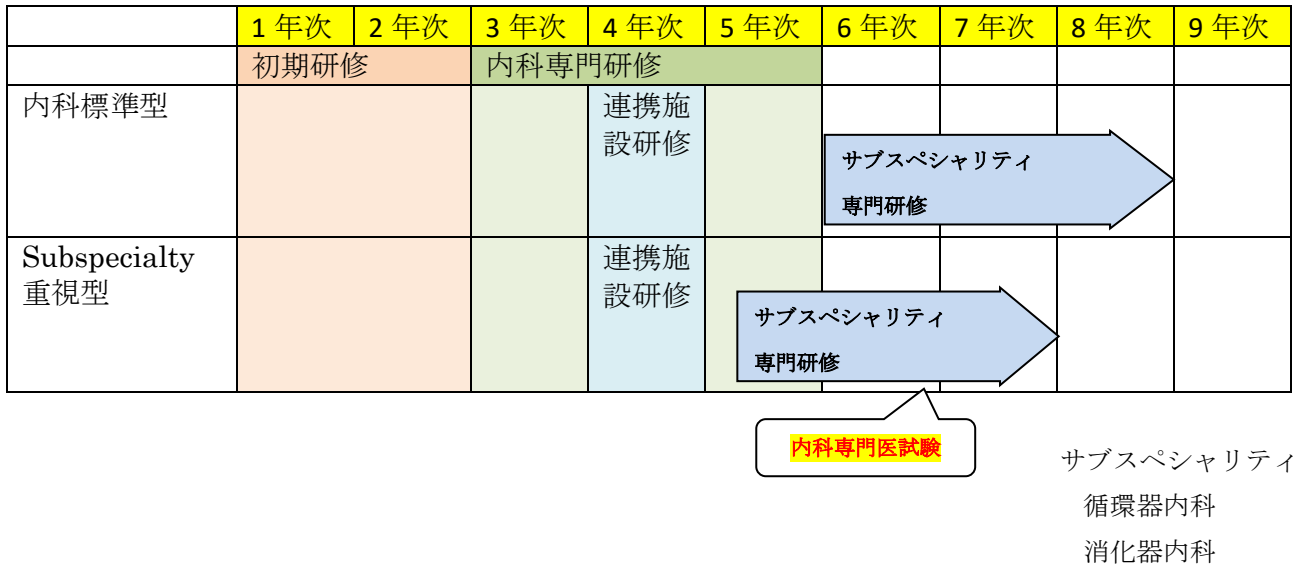 1 年次 2 年次 3 年次 4 年次 5 年次 6 年次 7 年次 8 年次 9 年次
初期研修 内科専門研修
内科標準型
連携施
設研修
サブスペシャリティ
専門研修
Subspecialty
重視型
連携施
設研修
サブスペシャリティ
専門研修
内科専門医試験
サブスペシャリティ
循環器内科
消化器内科